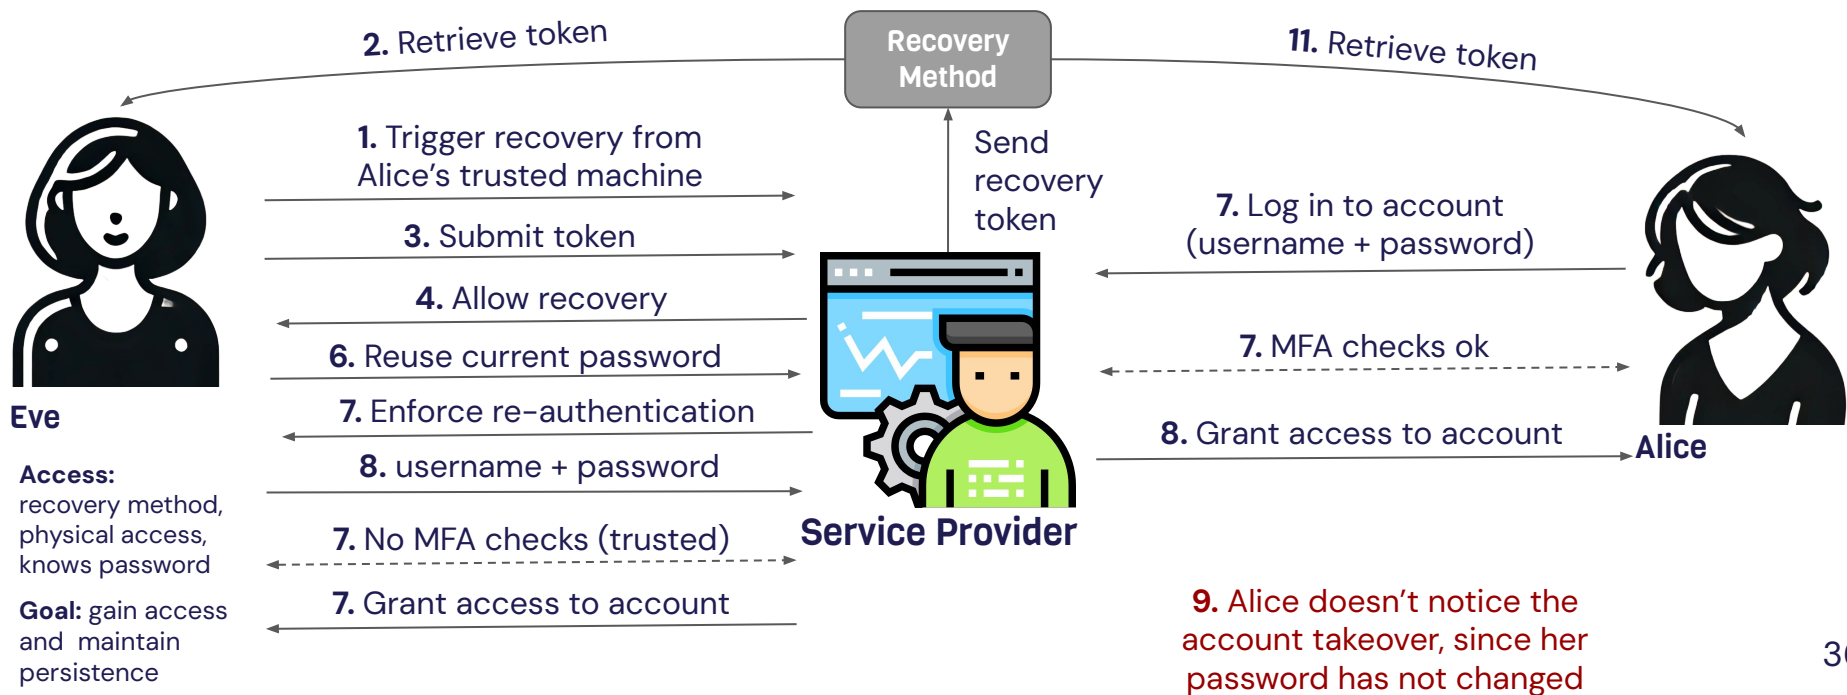 2. Retrieve token
Recovery
Method
11. Retrieve token
1. Trigger recovery from
Alice's trusted machine
Send
recovery
token
3. Submit token
7. Log in to account
(username + password)
4. Allow recovery
6. Reuse current password
7. MFA checks ok
7. Enforce re-authentication
8. Grant access to account
Eve
Alice
8. username + password
Access:
recovery method,
physical access,
knows password
Service Provider
7. No MFA checks (trusted)
7. Grant access to account
Goal: gain access
and maintain
persistence
9. Alice doesn't notice the
account takeover, since her
password has not changed